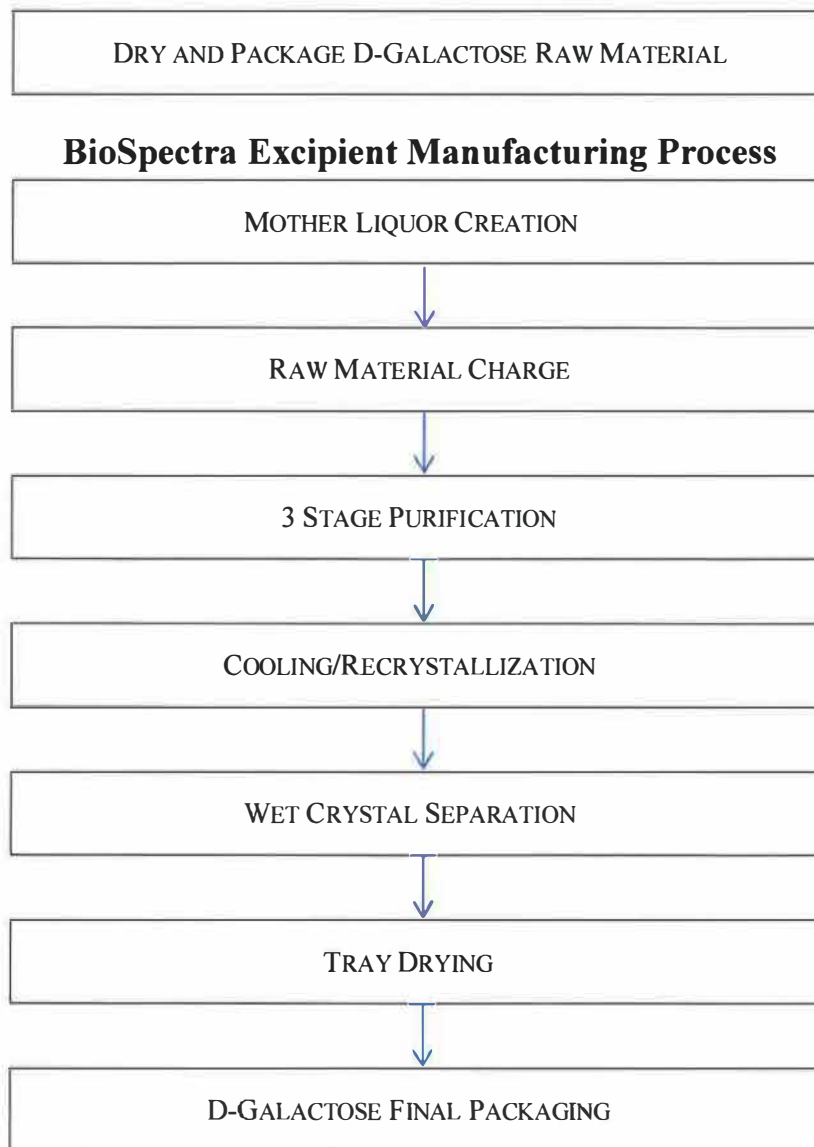 DRY AND PACKAGE D-GALACTOSE RAW MATERIAL
BioSpectra Excipient Manufacturing Process
MOTHER LIQUOR CREATION
RAW MATERIAL CHARGE
3 STAGE PURIFICATION
COOLING/RECRYSTALLIZATION
WET CRYSTAL SEPARATION
TRAY DRYING
D-GALACTOSE FINAL PACKAGING